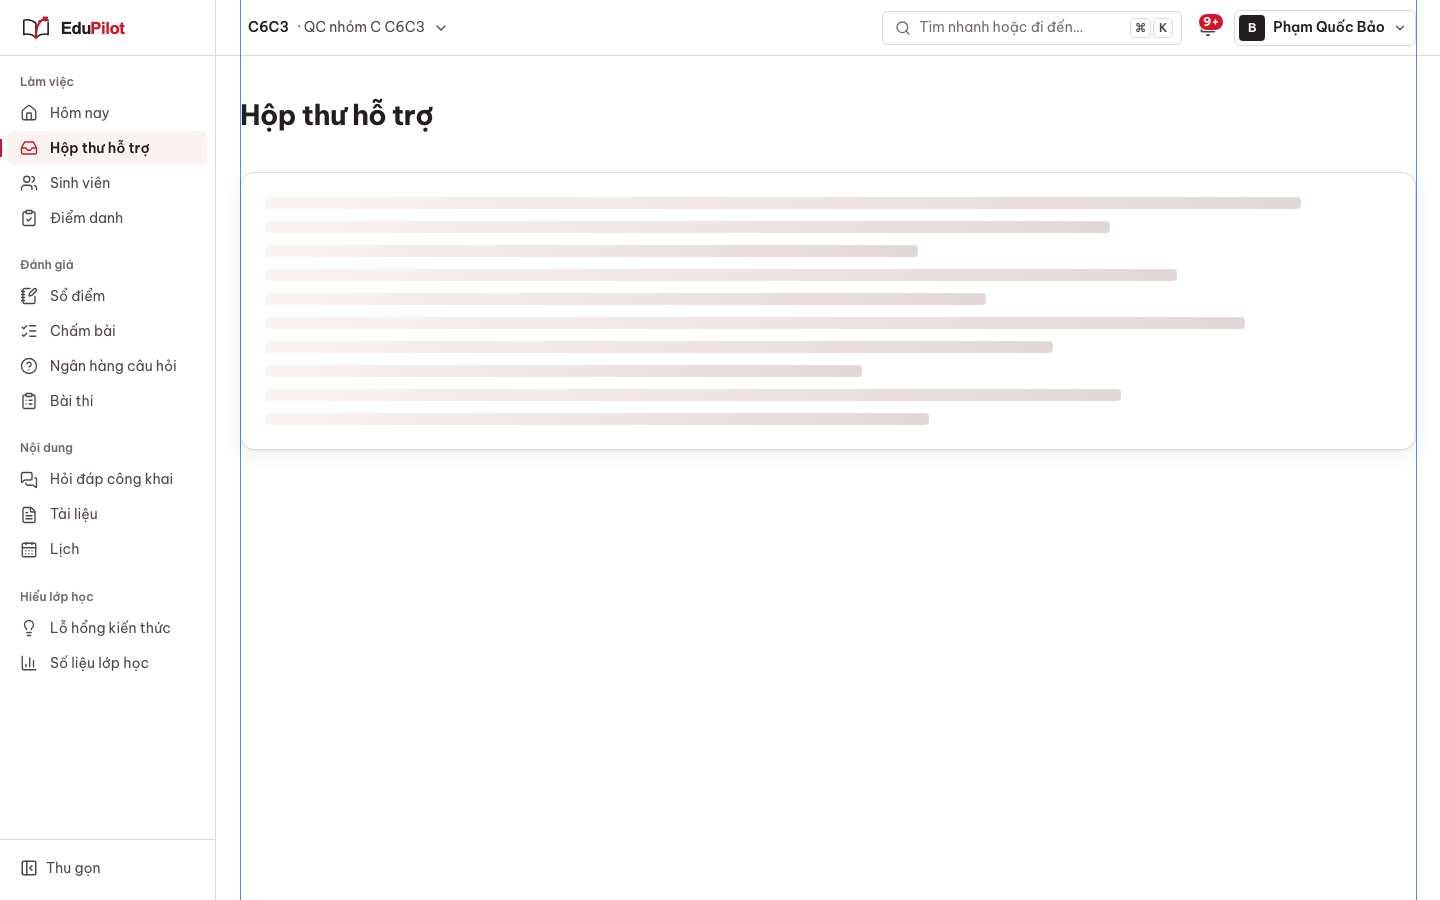 EduPilot
C6C3 · QC nhóm C C6C3
Tìm nhanh hoặc đi đến...
⌘ K
9+
B
Phạm Quốc Bảo
Làm việc
Hôm nay
Hộp thư hỗ trợ
Sinh viên
Điểm danh
Đánh giá
Sổ điểm
Chấm bài
Ngân hàng câu hỏi
Bài thi
Nội dung
Hỏi đáp công khai
Tài liệu
Lịch
Hiểu lớp học
Lỗ hổng kiến thức
Số liệu lớp học
Thu gọn
Hộp thư hỗ trợ